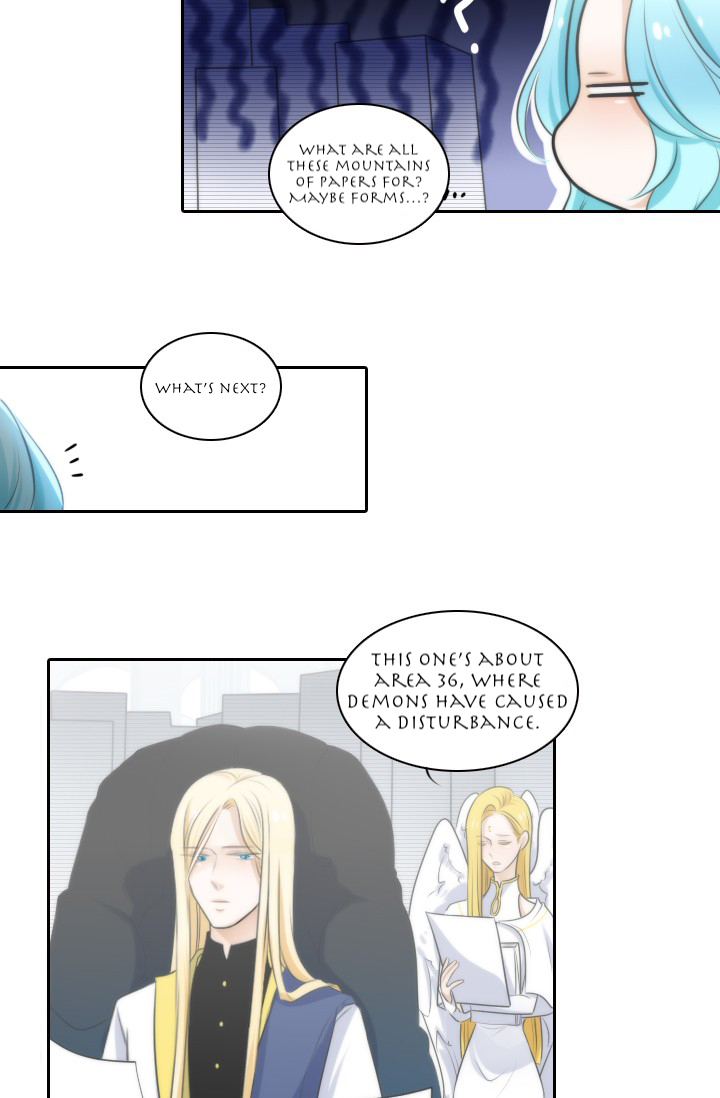 WHAT ARE ALL
THESE MOUNTAINS
OF PAPERS FOR?
MAYBE FORMS...?
WHAT'S NEXT?
THIS ONE'S ABOUT
AREA 36, WHERE
DEMONS HAVE CAUSED
A DISTURBANCE.